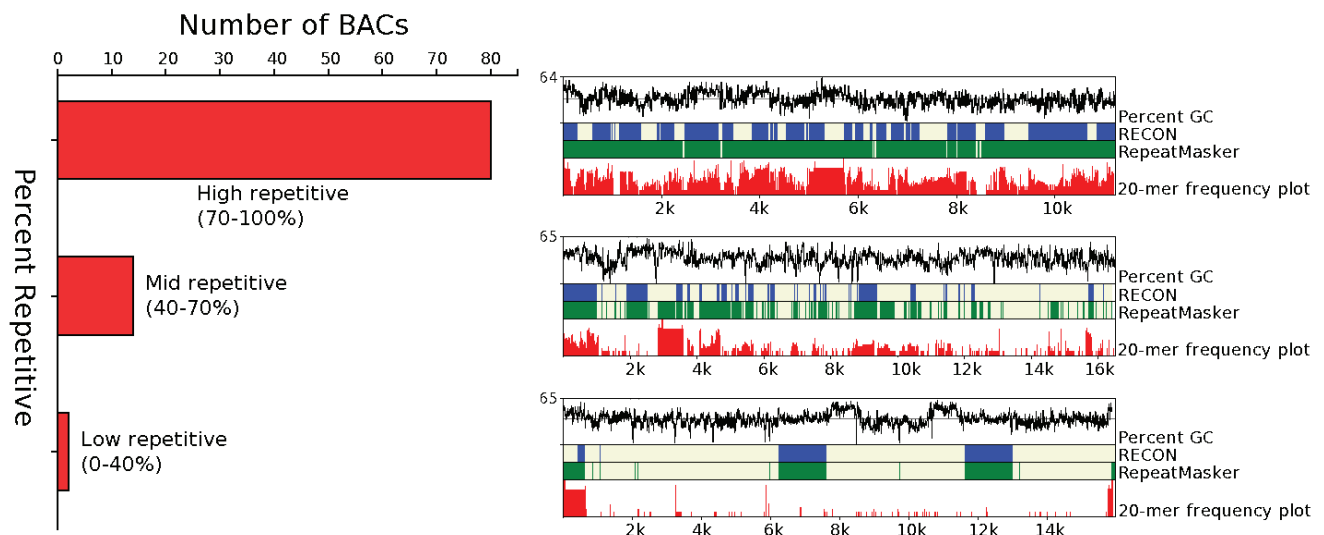 Number of BACs
0 10 20 30 40 50 60 70 80
Percent Repetitive
High repetitive
(70-100%)
Mid repetitive
(40-70%)
Low repetitive
(0-40%)
64
Percent GC
RECON
RepeatMasker
20-mer frequency plot
2k 4k 6k 8k 10k
65
Percent GC
RECON
RepeatMasker
20-mer frequency plot
2k 4k 6k 8k 10k 12k 14k 16k
65
Percent GC
RECON
RepeatMasker
20-mer frequency plot
2k 4k 6k 8k 10k 12k 14k